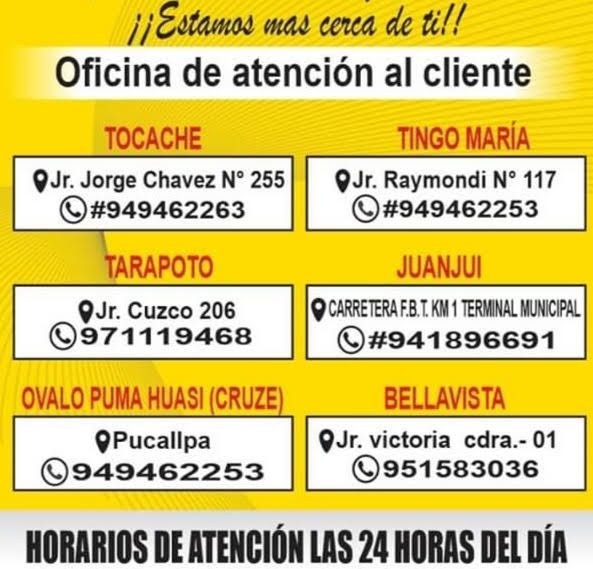 ¡¡Estamos mas cerca de ti!!
Oficina de atención al cliente
TOCACHE
Jr. Jorge Chavez N° 255
#949462263
TINGO MARÍA
Jr. Raymondi N° 117
#949462253
TARAPOTO
Jr. Cuzco 206
971119468
JUANJUI
CARRETERA F.B.T. KM 1 TERMINAL MUNICIPAL
#941896691
OVALO PUMA HUASI (CRUZE)
Pucallpa
949462253
BELLAVISTA
Jr. victoria cdra.- 01
951583036
HORARIOS DE ATENCIÓN LAS 24 HORAS DEL DÍA